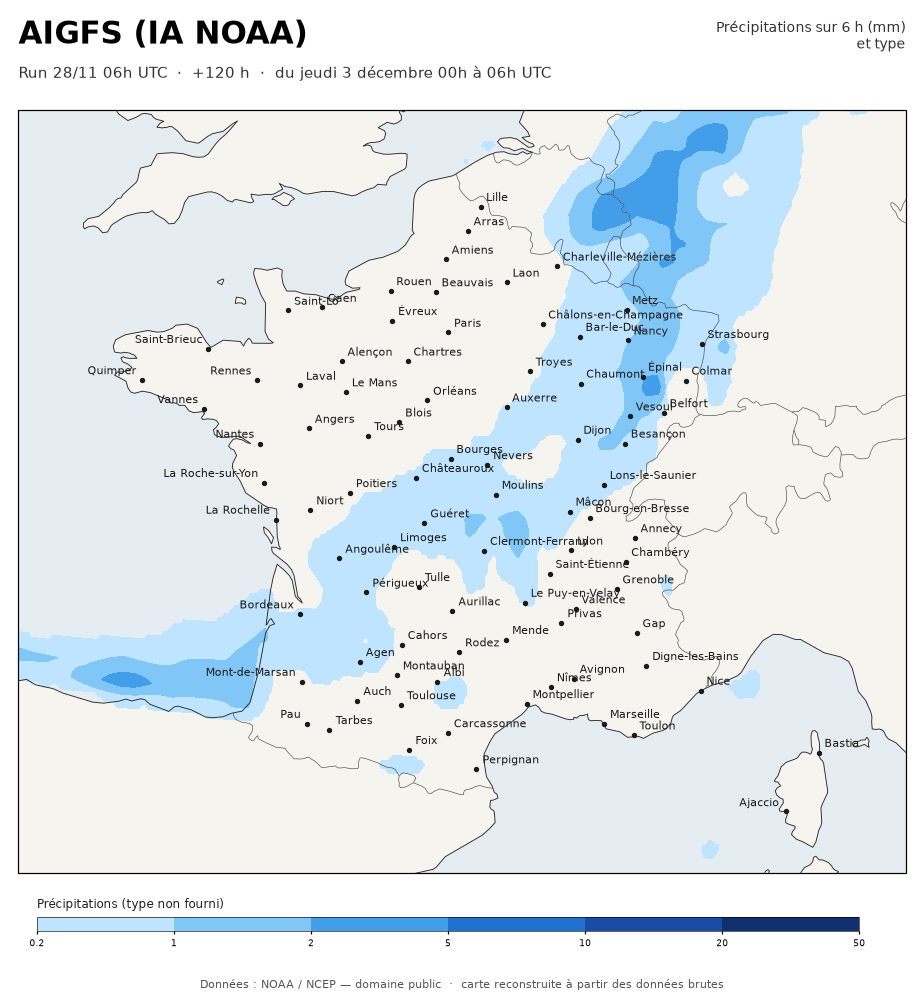 AIGFS (IA NOAA)
Précipitations sur 6 h (mm)
et type
Run 28/11 06h UTC · +120 h · du jeudi 3 décembre 00h à 06h UTC
Lille
Arras
Amiens
Charleville-Mézières
Laon
Rouen
Beauvais
Saint-Lô
Caen
Metz
Évreux
Châlons-en-Champagne
Paris
Bar-le-Duc
Nancy
Strasbourg
Saint-Brieuc
Alençon
Chartres
Troyes
Quimper
Rennes
Laval
Le Mans
Chaumont
Épinal
Colmar
Orléans
Auxerre
Vannes
Blois
Vesoul
Belfort
Angers
Tours
Nantes
Dijon
Besançon
Bourges
Nevers
La Roche-sur-Yon
Châteauroux
Poitiers
Moulins
Lons-le-Saunier
La Rochelle
Niort
Guéret
Mâcon
Bourg-en-Bresse
Annecy
Angoulême
Limoges
Clermont-Ferrand
Lyon
Chambéry
Saint-Étienne
Périgueux
Tulle
Grenoble
Le Puy-en-Velay
Valence
Bordeaux
Aurillac
Privas
Cahors
Rodez
Mende
Gap
Agen
Digne-les-Bains
Mont-de-Marsan
Montauban
Albi
Nîmes
Avignon
Nice
Auch
Toulouse
Montpellier
Pau
Tarbes
Carcassonne
Marseille
Toulon
Foix
Perpignan
Bastia
Ajaccio
Précipitations (type non fourni)
0.2 1 2 5 10 20 50
Données : NOAA / NCEP — domaine public · carte reconstruite à partir des données brutes